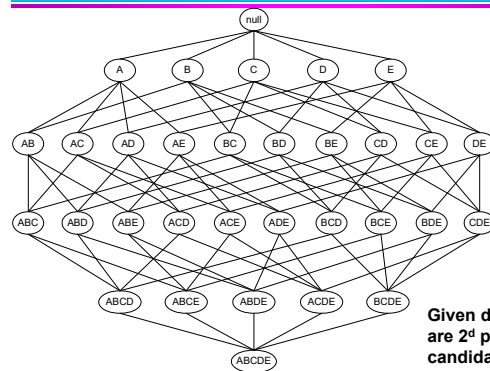 null
A B C D E
AB AC AD AE BC BD BE CD CE DE
ABC ABD ABE ACD ACE ADE BCD BCE BDE CDE
ABCD ABCE ABDE ACDE BCDE
Given d
are 2ᵈ p
candida
ABCDE